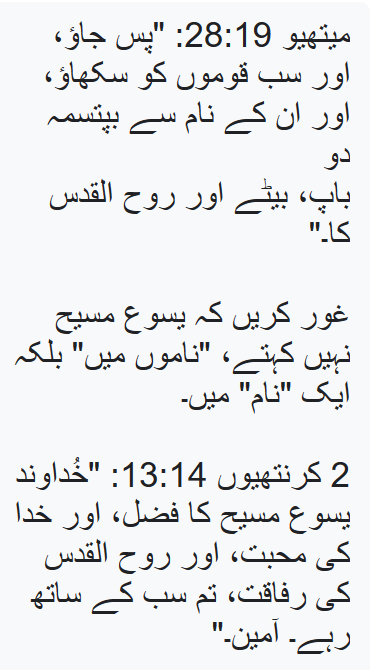 میتھیو 28:19: "پس جاؤ،
اور سب قوموں کو سکھاؤ،
اور ان کے نام سے بپتسمہ
دو
باپ، بیٹے اور روح القدس
کا۔"
غور کریں کہ یسوع مسیح
نہیں کہتے، "ناموں میں" بلکہ
ایک "نام" میں۔
2 کرنتھیوں 13:14: "خُداوند
یسوع مسیح کا فضل، اور خدا
کی محبت، اور روح القدس
کی رفاقت، تم سب کے ساتھ
رہے۔ آمین۔"